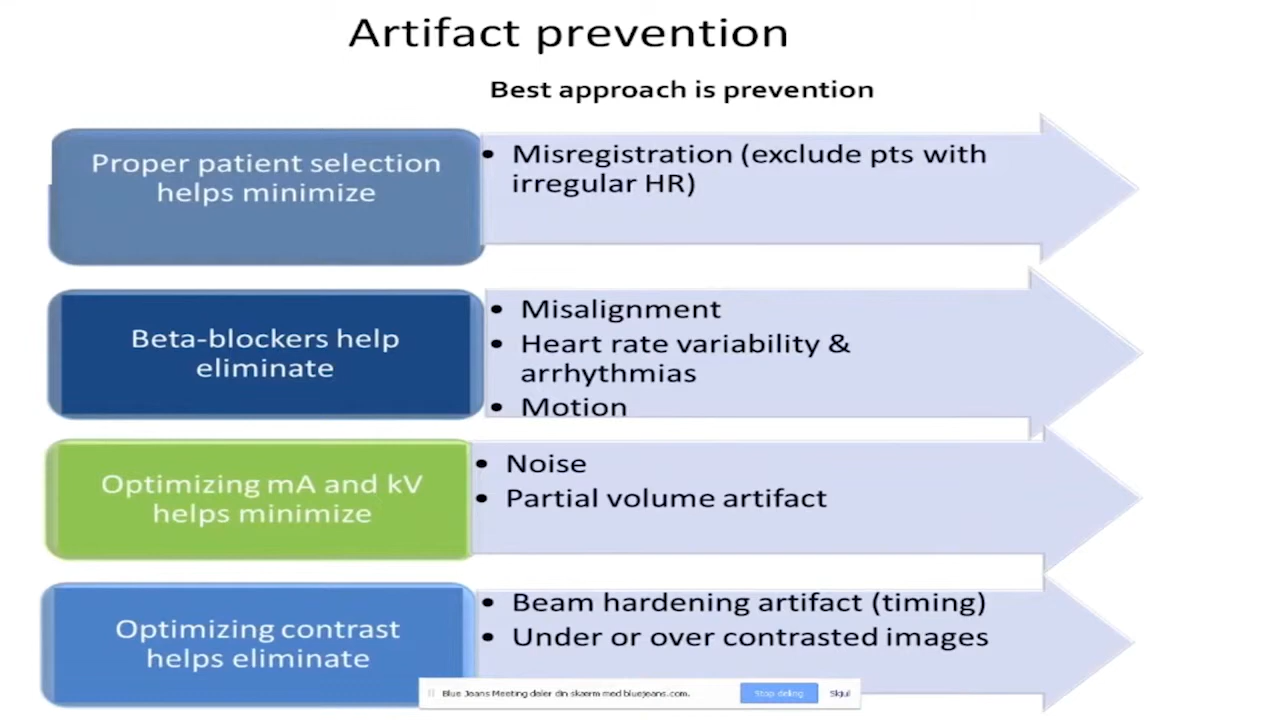 Artifact prevention
Best approach is prevention
Proper patient selection
helps minimize
• Misregistration (exclude pts with
irregular HR)
Beta-blockers help
eliminate
• Misalignment
• Heart rate variability &
arrhythmias
• Motion
Optimizing mA and kV
helps minimize
• Noise
• Partial volume artifact
Optimizing contrast
helps eliminate
• Beam hardening artifact (timing)
• Under or over contrasted images
Blue Jeans Meeting deler din skærm med bluejeans.com.
Stop deling
Skjul